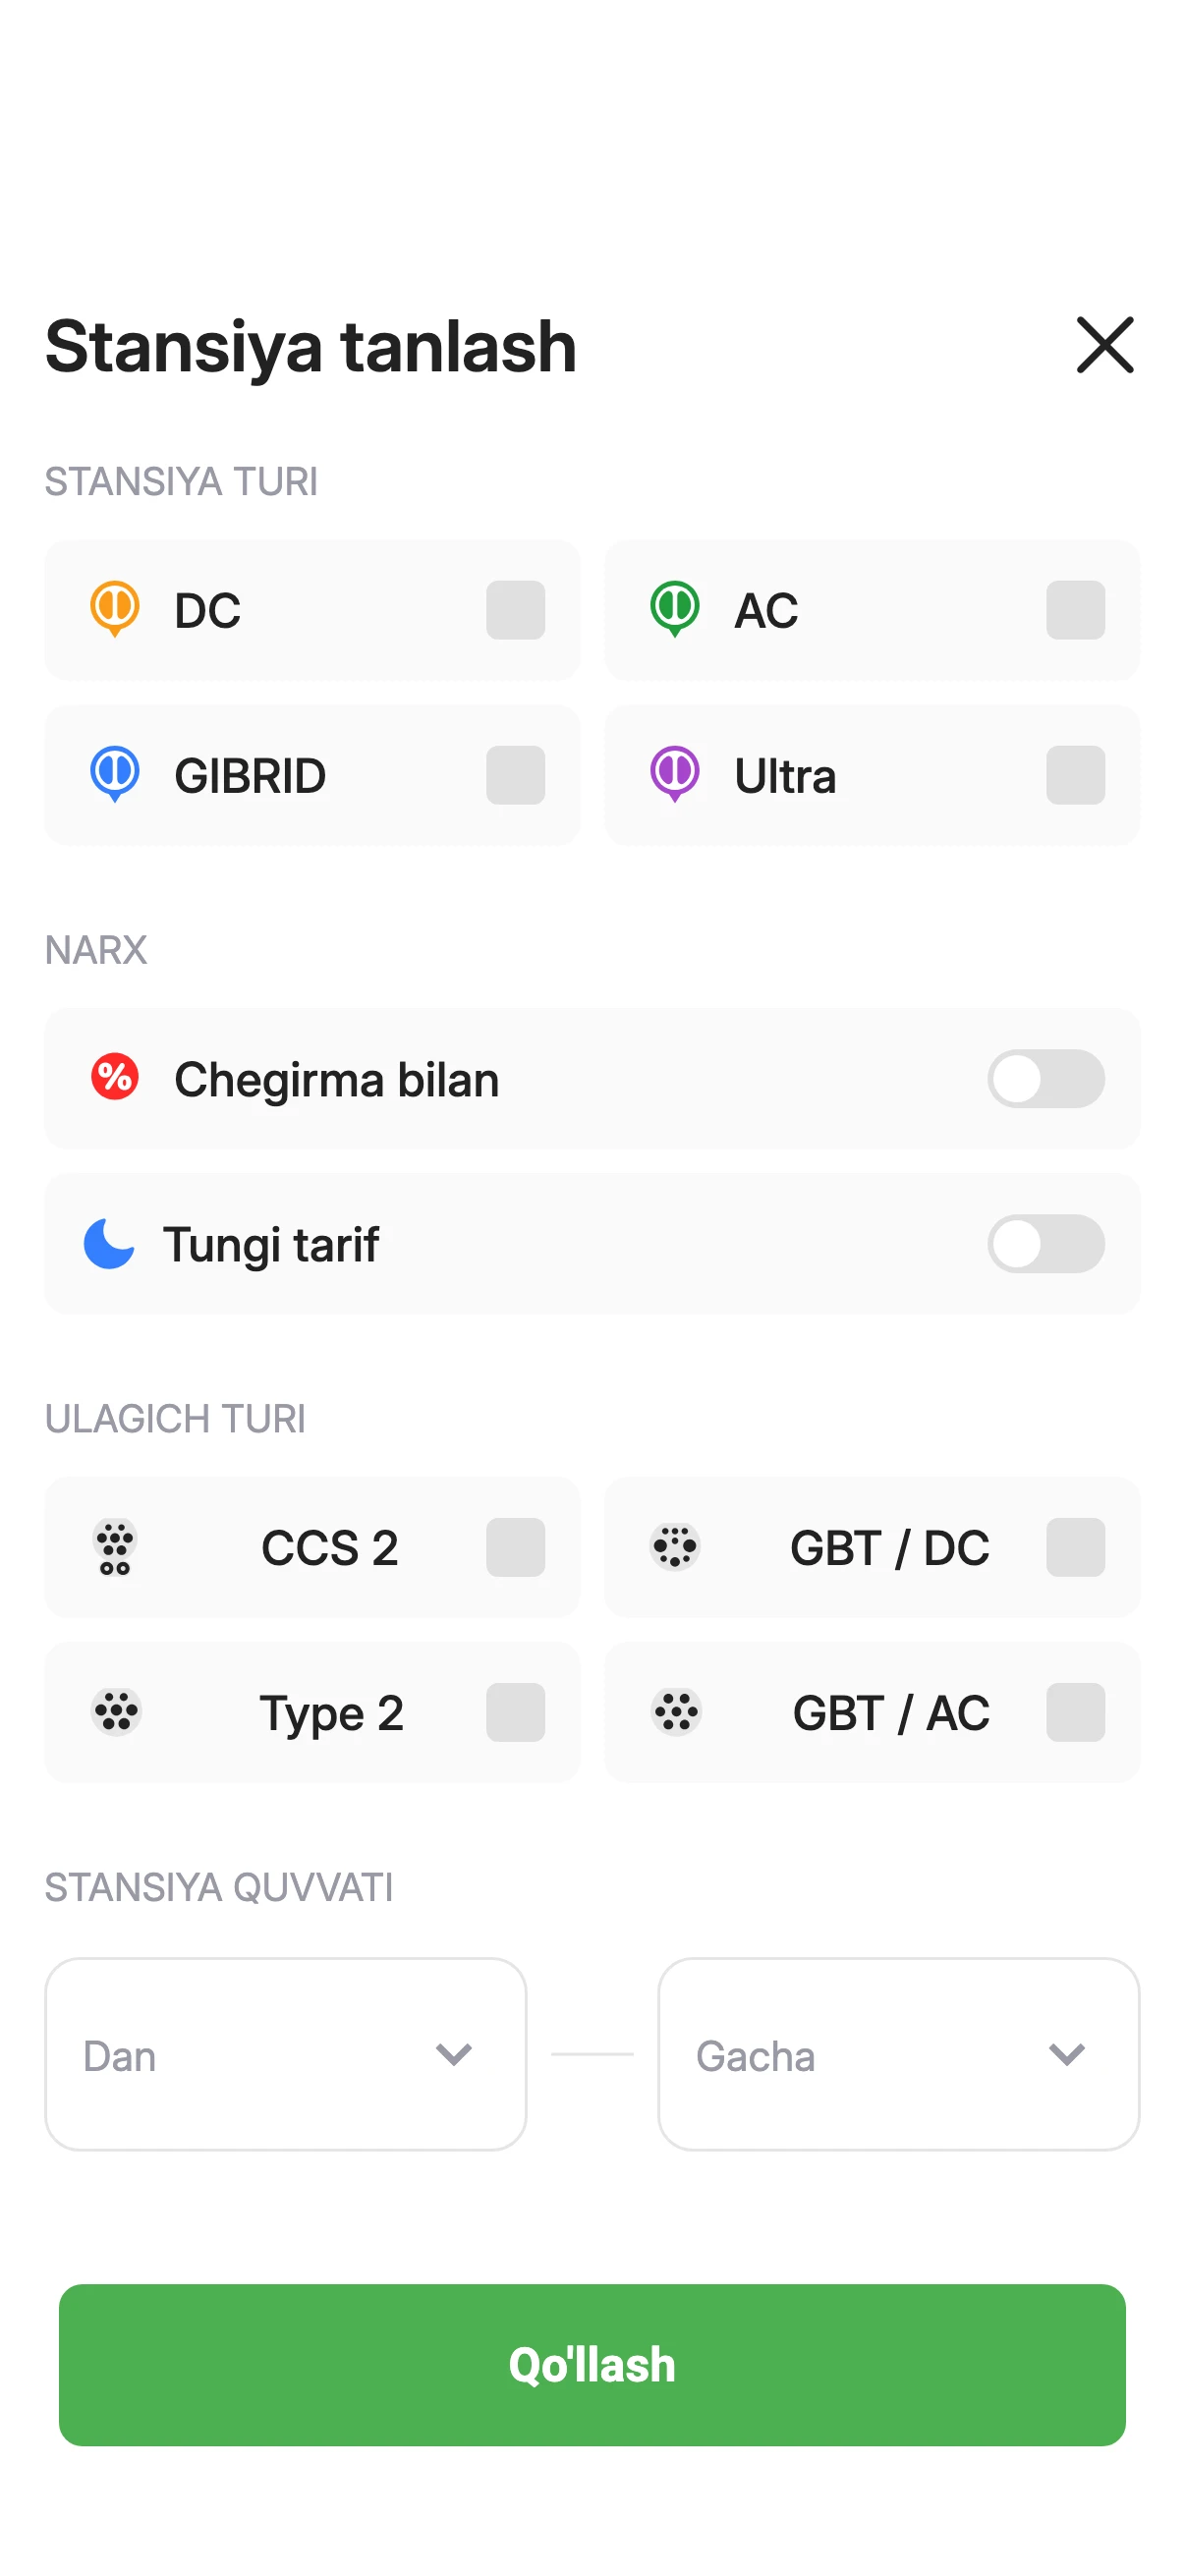 Stansiya tanlash
STANSIYA TURI
DC
AC
GIBRID
Ultra
NARX
% Chegirma bilan
Tungi tarif
ULAGICH TURI
CCS 2
GBT / DC
Type 2
GBT / AC
STANSIYA QUVVATI
Dan
Gacha
Qo'llash